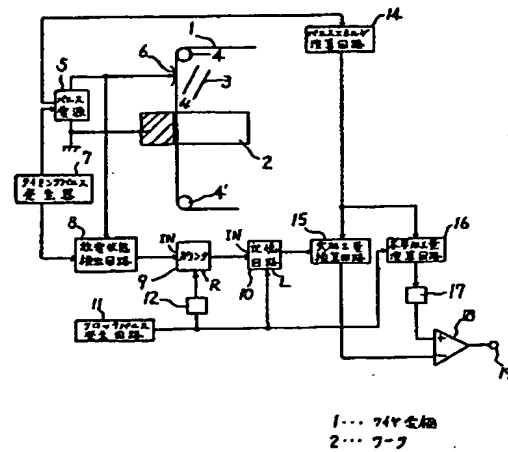 14
パルスエネルギ
演算回路
1
6
4
3
5
パルス
電源
2
7
タイミングパルス
発生器
4'
8
放電状態
検出回路
IN
カウンタ
9
R
IN
記憶
回路
10
L
15
実加工量
演算回路
16
基準加工量
演算回路
17
11
クロックパルス
発生回路
12
18
+
−
19
1… ワイヤ電極
2… ワーク